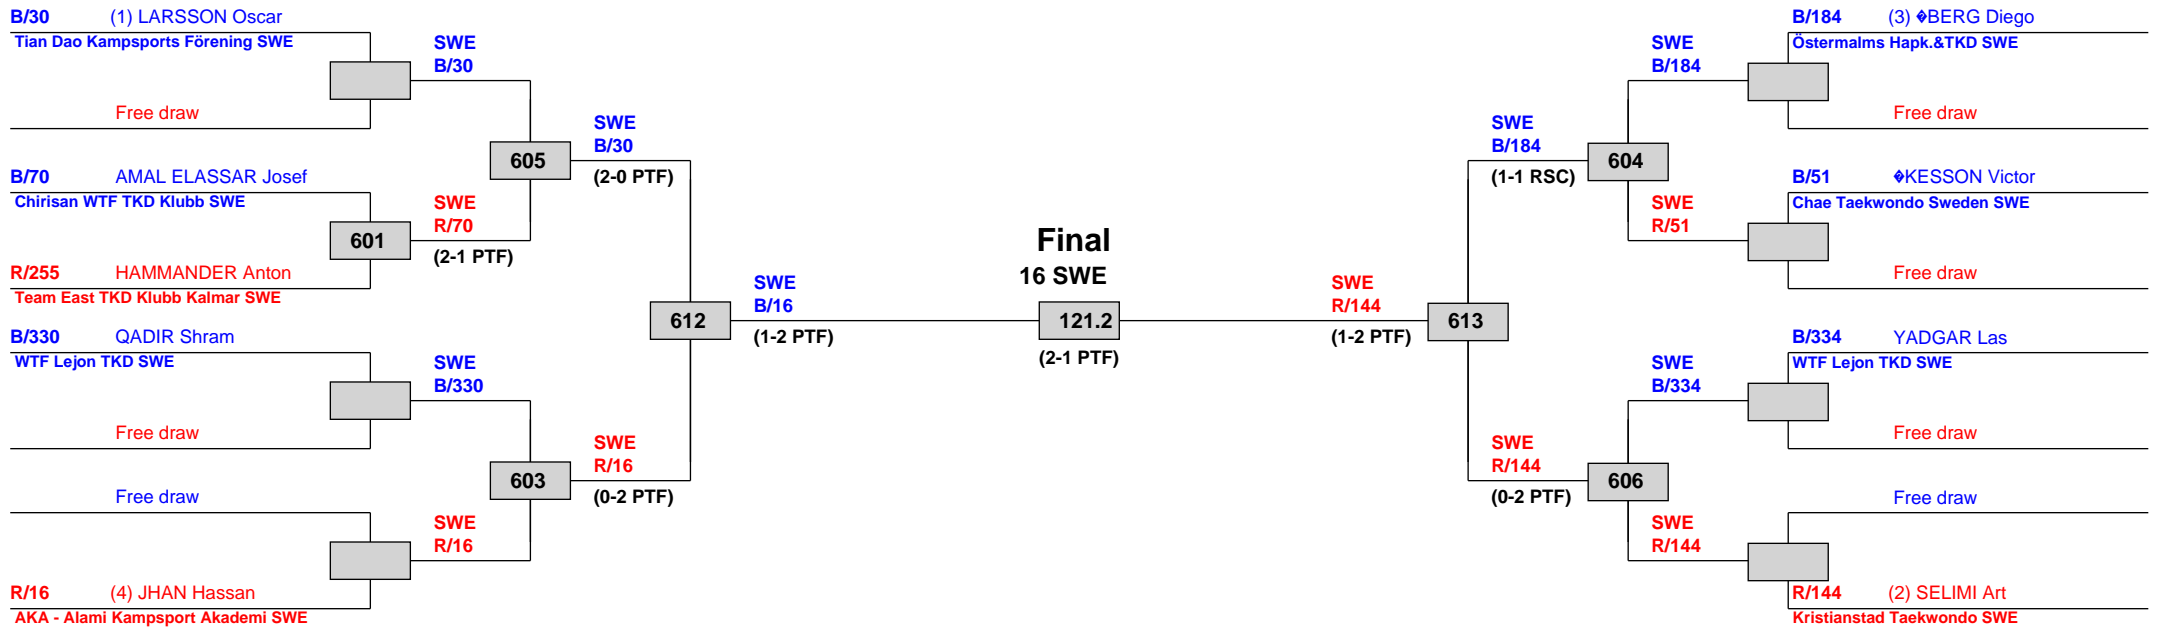 B/30 (1) LARSSON Oscar
Tian Dao Kampsports Förening SWE
Free draw
B/70 AMAL ELASSAR Josef
Chirisan WTF TKD Klubb SWE
R/255 HAMMANDER Anton
Team East TKD Klubb Kalmar SWE
B/330 QADIR Shram
WTF Lejon TKD SWE
Free draw
Free draw
R/16 (4) JHAN Hassan
AKA - Alami Kampsport Akademi SWE
SWE
B/30
601
SWE
R/70
(2-1 PTF)
SWE
B/330
SWE
R/16
605
SWE
B/30
(2-0 PTF)
603
SWE
R/16
(0-2 PTF)
612
SWE
B/16
(1-2 PTF)
Final
16 SWE
121.2
(2-1 PTF)
SWE
R/144
(1-2 PTF)
613
SWE
B/184
(1-1 RSC)
604
SWE
R/144
(0-2 PTF)
606
SWE
B/184
SWE
R/51
SWE
B/334
SWE
R/144
B/184 (3) �BERG Diego
Östermalms Hapk.&TKD SWE
Free draw
B/51 �KESSON Victor
Chae Taekwondo Sweden SWE
Free draw
B/334 YADGAR Las
WTF Lejon TKD SWE
Free draw
Free draw
R/144 (2) SELIMI Art
Kristianstad Taekwondo SWE